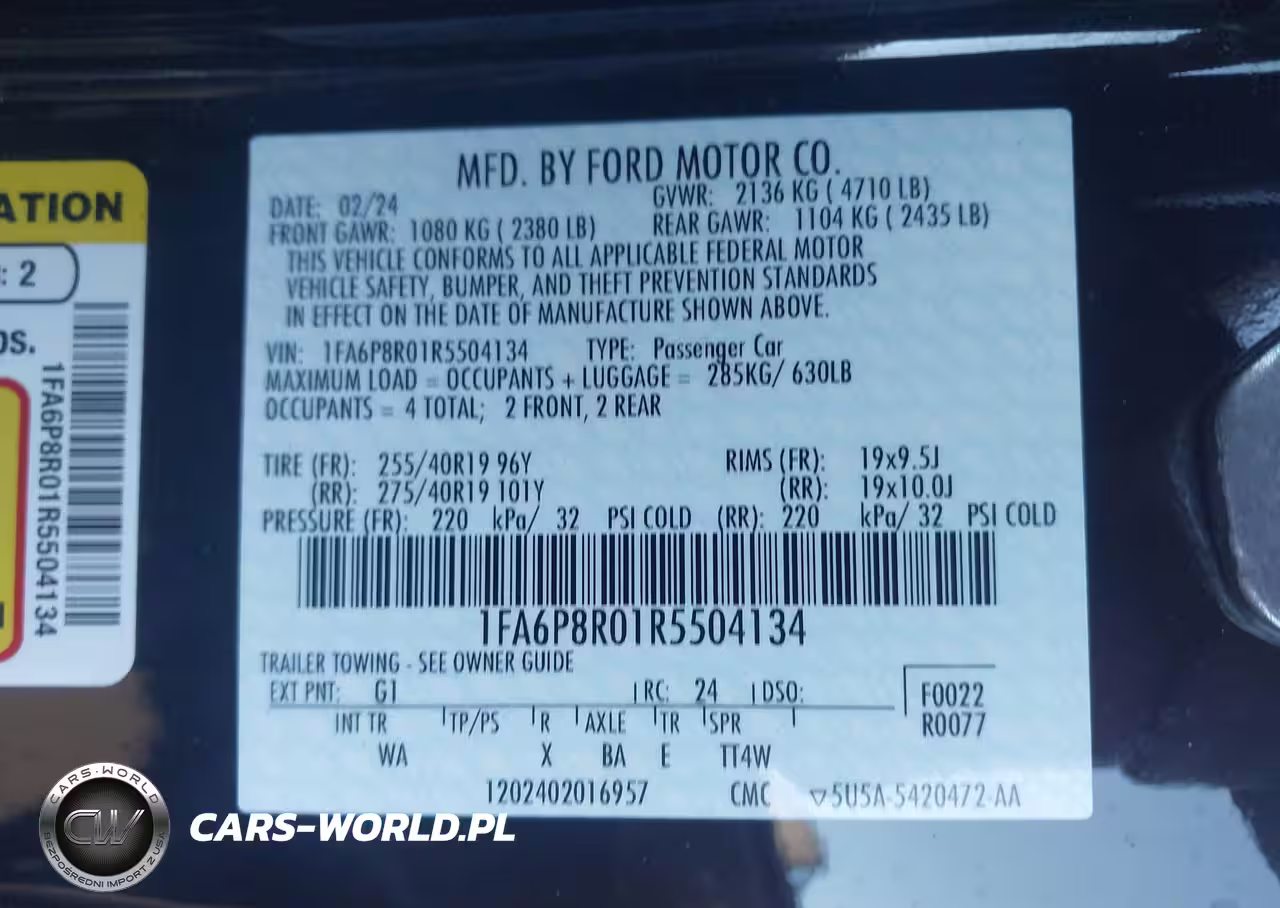 ATION
: 2
os.
1FA6P8R01R5504134
MFD. BY FORD MOTOR CO.
DATE: 02/24 GVWR: 2136 KG ( 4710 LB)
FRONT GAWR: 1080 KG ( 2380 LB) REAR GAWR: 1104 KG ( 2435 LB)
THIS VEHICLE CONFORMS TO ALL APPLICABLE FEDERAL MOTOR
VEHICLE SAFETY, BUMPER, AND THEFT PREVENTION STANDARDS
IN EFFECT ON THE DATE OF MANUFACTURE SHOWN ABOVE.
VIN: 1FA6P8R01R5504134 TYPE: Passenger Car
MAXIMUM LOAD = OCCUPANTS + LUGGAGE = 285KG/ 630LB
OCCUPANTS = 4 TOTAL; 2 FRONT, 2 REAR
TIRE (FR): 255/40R19 96Y RIMS (FR): 19x9.5J
(RR): 275/40R19 101Y (RR): 19x10.0J
PRESSURE (FR): 220 kPa/ 32 PSI COLD (RR): 220 kPa/ 32 PSI COLD
1FA6P8R01R5504134
TRAILER TOWING - SEE OWNER GUIDE
EXT PNT: G1 RC: 24 DSO: F0022
INT TR TP/PS R AXLE TR SPR R0077
WA X BA E TT4W
1202402016957 CMC ▽5U5A-5420472-AA
CARS-WORLD
CW
BEZPOŚREDNI IMPORT Z USA
CARS-WORLD.PL